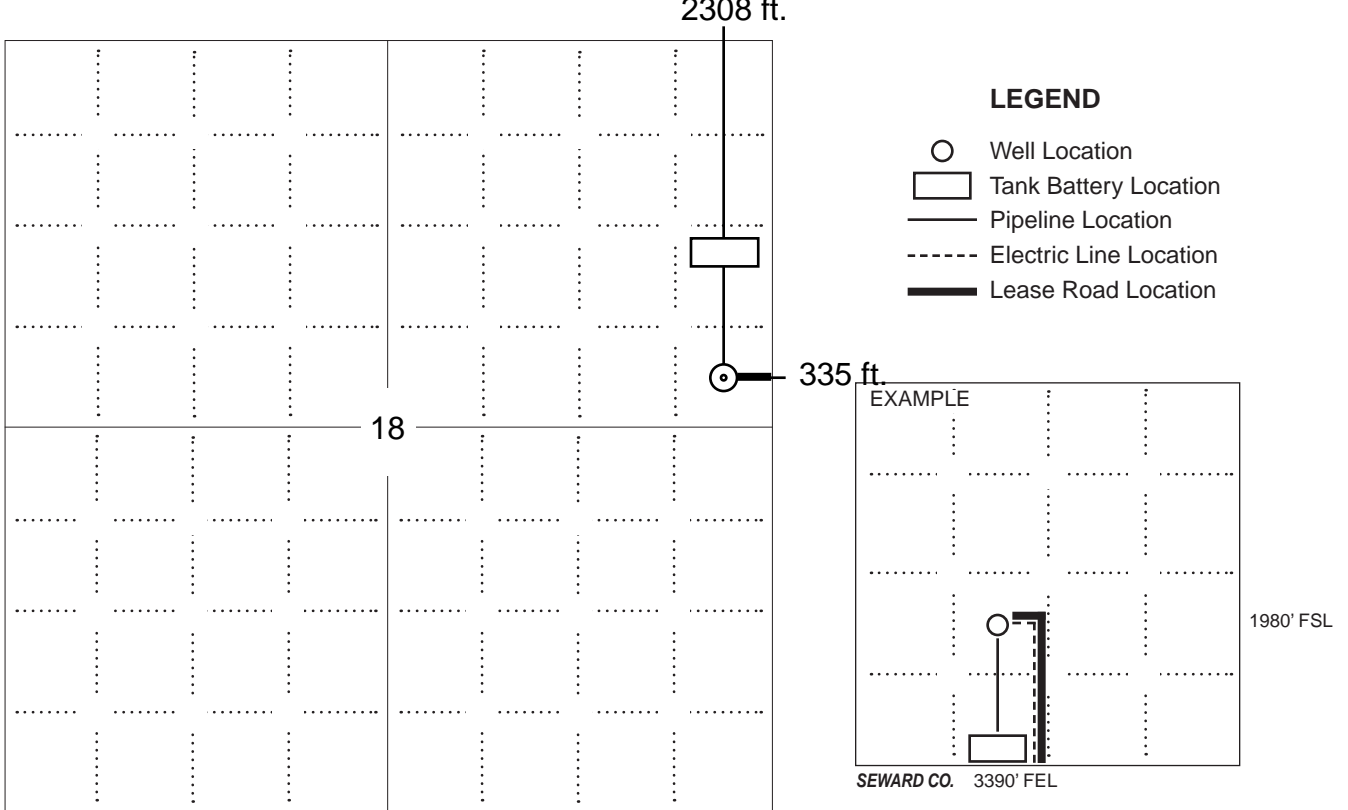 2308 ft.
LEGEND
Well Location
Tank Battery Location
Pipeline Location
Electric Line Location
Lease Road Location
335 ft.
EXAMPLE
18
1980' FSL
SEWARD CO. 3390' FEL